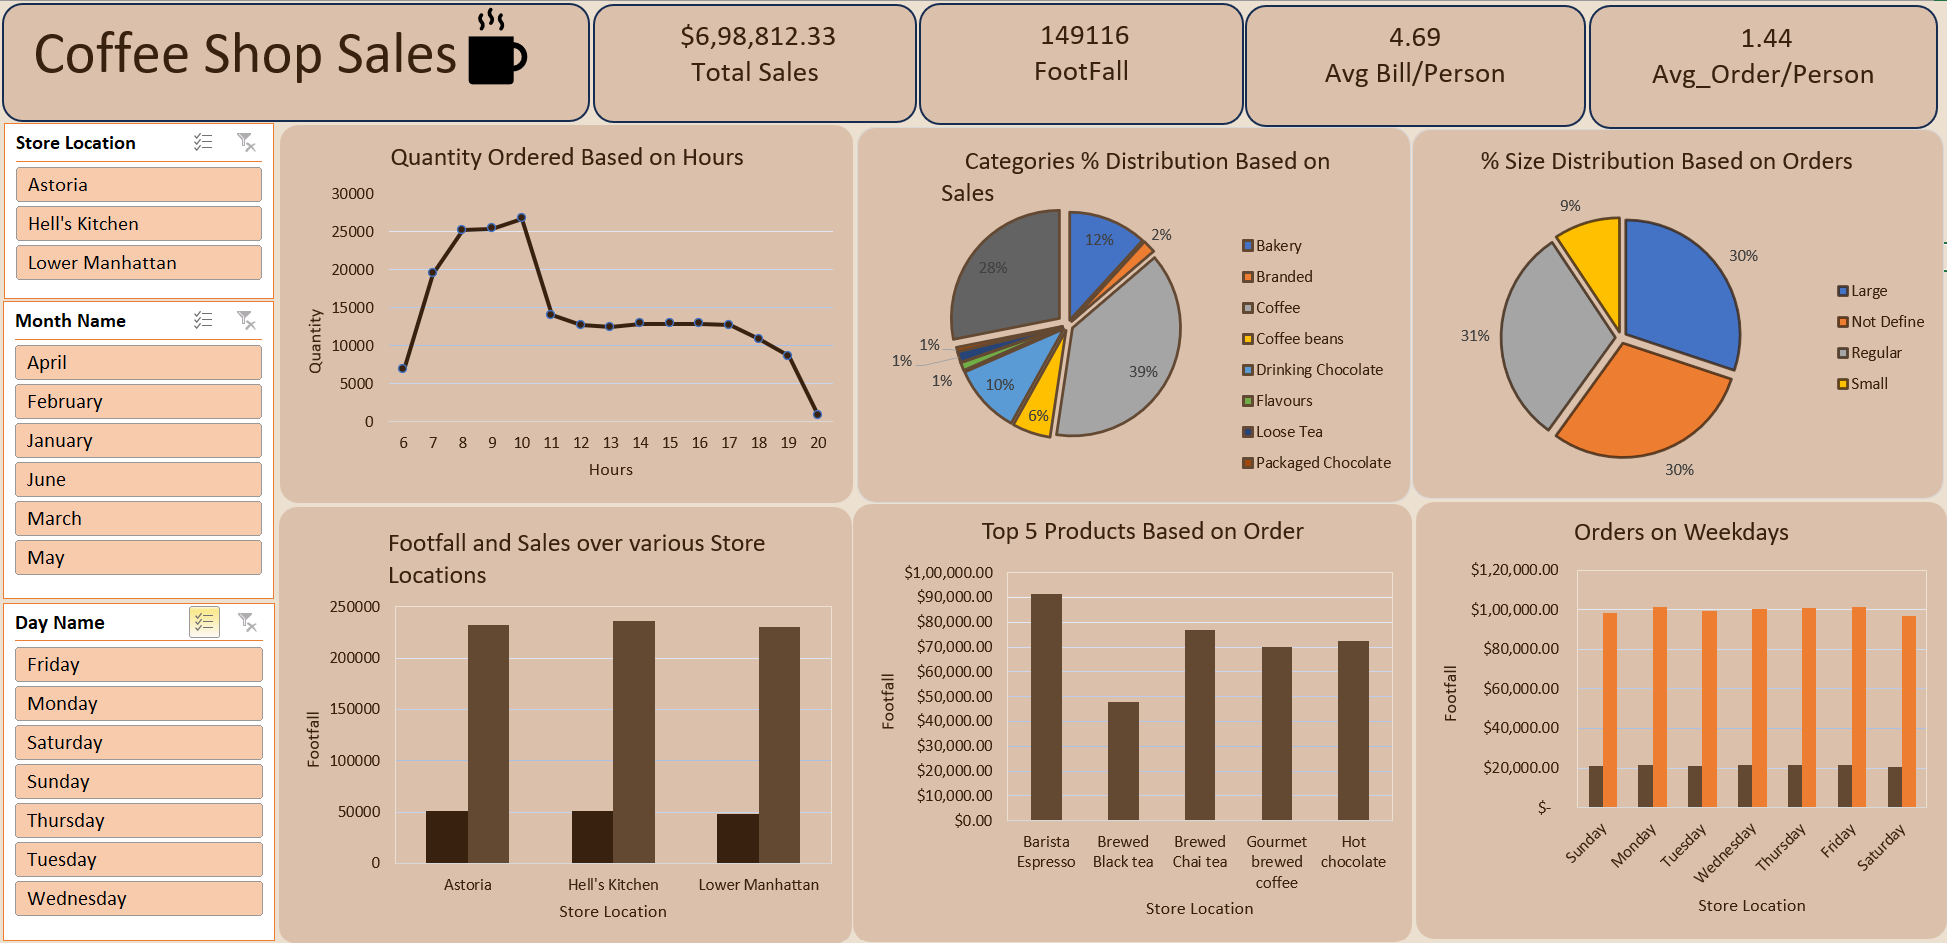 Coffee Shop Sales
$6,98,812.33
Total Sales
149116
FootFall
4.69
Avg Bill/Person
1.44
Avg_Order/Person
Store Location
Astoria
Hell's Kitchen
Lower Manhattan
Month Name
April
February
January
June
March
May
Day Name
Friday
Monday
Saturday
Sunday
Thursday
Tuesday
Wednesday
Quantity Ordered Based on Hours
30000
25000
20000
15000
10000
5000
0
Quantity
6 7 8 9 10 11 12 13 14 15 16 17 18 19 20
Hours
Categories % Distribution Based on
Sales
12%
2%
39%
6%
10%
1%
1%
1%
28%
Bakery
Branded
Coffee
Coffee beans
Drinking Chocolate
Flavours
Loose Tea
Packaged Chocolate
% Size Distribution Based on Orders
9%
30%
31%
30%
Large
Not Define
Regular
Small
Footfall and Sales over various Store
Locations
250000
200000
150000
100000
50000
0
Footfall
Astoria Hell's Kitchen Lower Manhattan
Store Location
Top 5 Products Based on Order
$1,00,000.00
$90,000.00
$80,000.00
$70,000.00
$60,000.00
$50,000.00
$40,000.00
$30,000.00
$20,000.00
$10,000.00
$0.00
Footfall
Barista
Espresso
Brewed
Black tea
Brewed
Chai tea
Gourmet
brewed
coffee
Hot
chocolate
Store Location
Orders on Weekdays
$1,20,000.00
$1,00,000.00
$80,000.00
$60,000.00
$40,000.00
$20,000.00
$-
Footfall
Sunday
Monday
Tuesday
Wednesday
Thursday
Friday
Saturday
Store Location